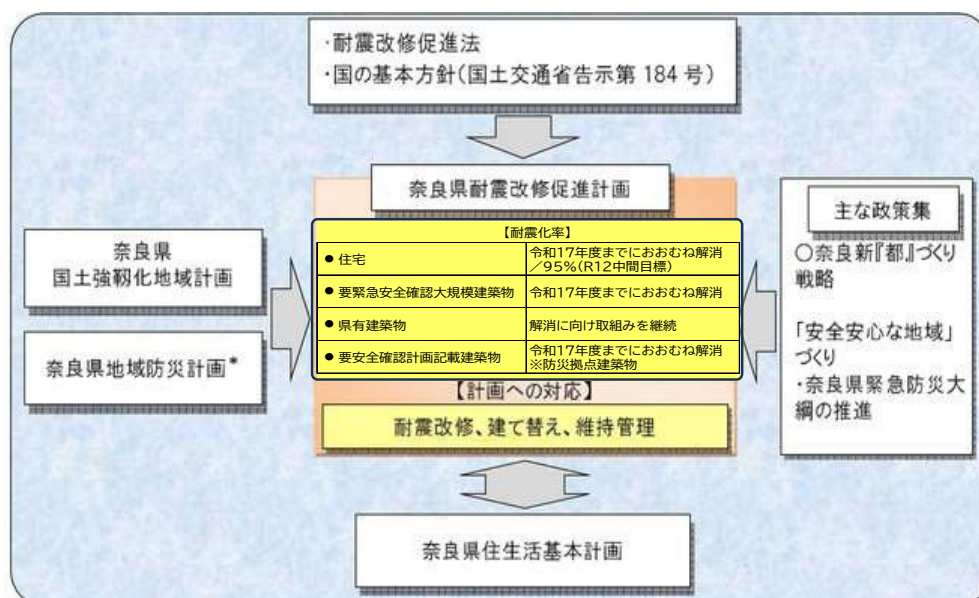 ・耐震改修促進法
・国の基本方針(国土交通省告示第 184 号)
奈良県耐震改修促進計画
奈良県
国土強靱化地域計画
奈良県地域防災計画*
【耐震化率】
● 住宅
令和17年度までにおおむね解消
/95%(R12中間目標)
● 要緊急安全確認大規模建築物
令和17年度までにおおむね解消
● 県有建築物
解消に向け取組みを継続
● 要安全確認計画記載建築物
令和17年度までにおおむね解消
※防災拠点建築物
【計画への対応】
耐震改修、建て替え、維持管理
主な政策集
○奈良新『都』づくり
戦略
「安全安心な地域」
づくり
・奈良県緊急防災大
綱の推進
奈良県住生活基本計画